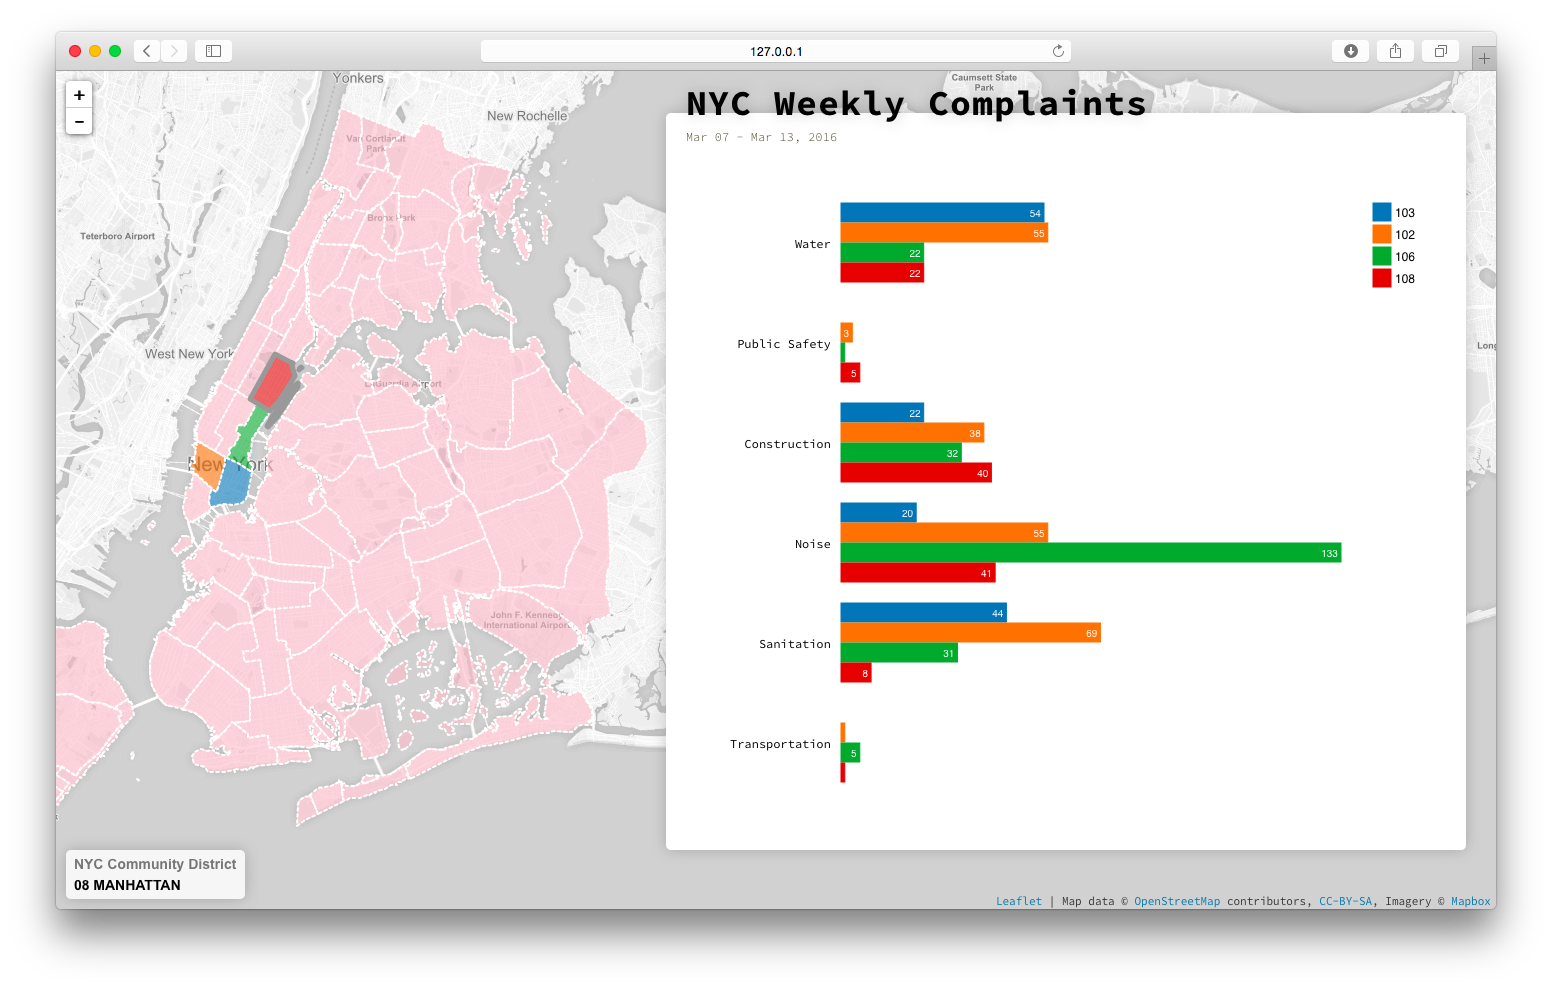 127.0.0.1
+
−
Yonkers
New Rochelle
Caumsett State
Park
Van Cortlandt
Park
Bronx Park
Teterboro Airport
West New York
LaGuardia Airport
New York
John F. Kennedy
International Airport
Long
NYC Weekly Complaints
Mar 07 - Mar 13, 2016
103
102
106
108
Water
54
55
22
22
Public Safety
3
5
Construction
22
38
32
40
Noise
20
55
133
41
Sanitation
44
69
31
8
Transportation
5
NYC Community District
08 MANHATTAN
Leaflet | Map data © OpenStreetMap contributors, CC-BY-SA, Imagery © Mapbox